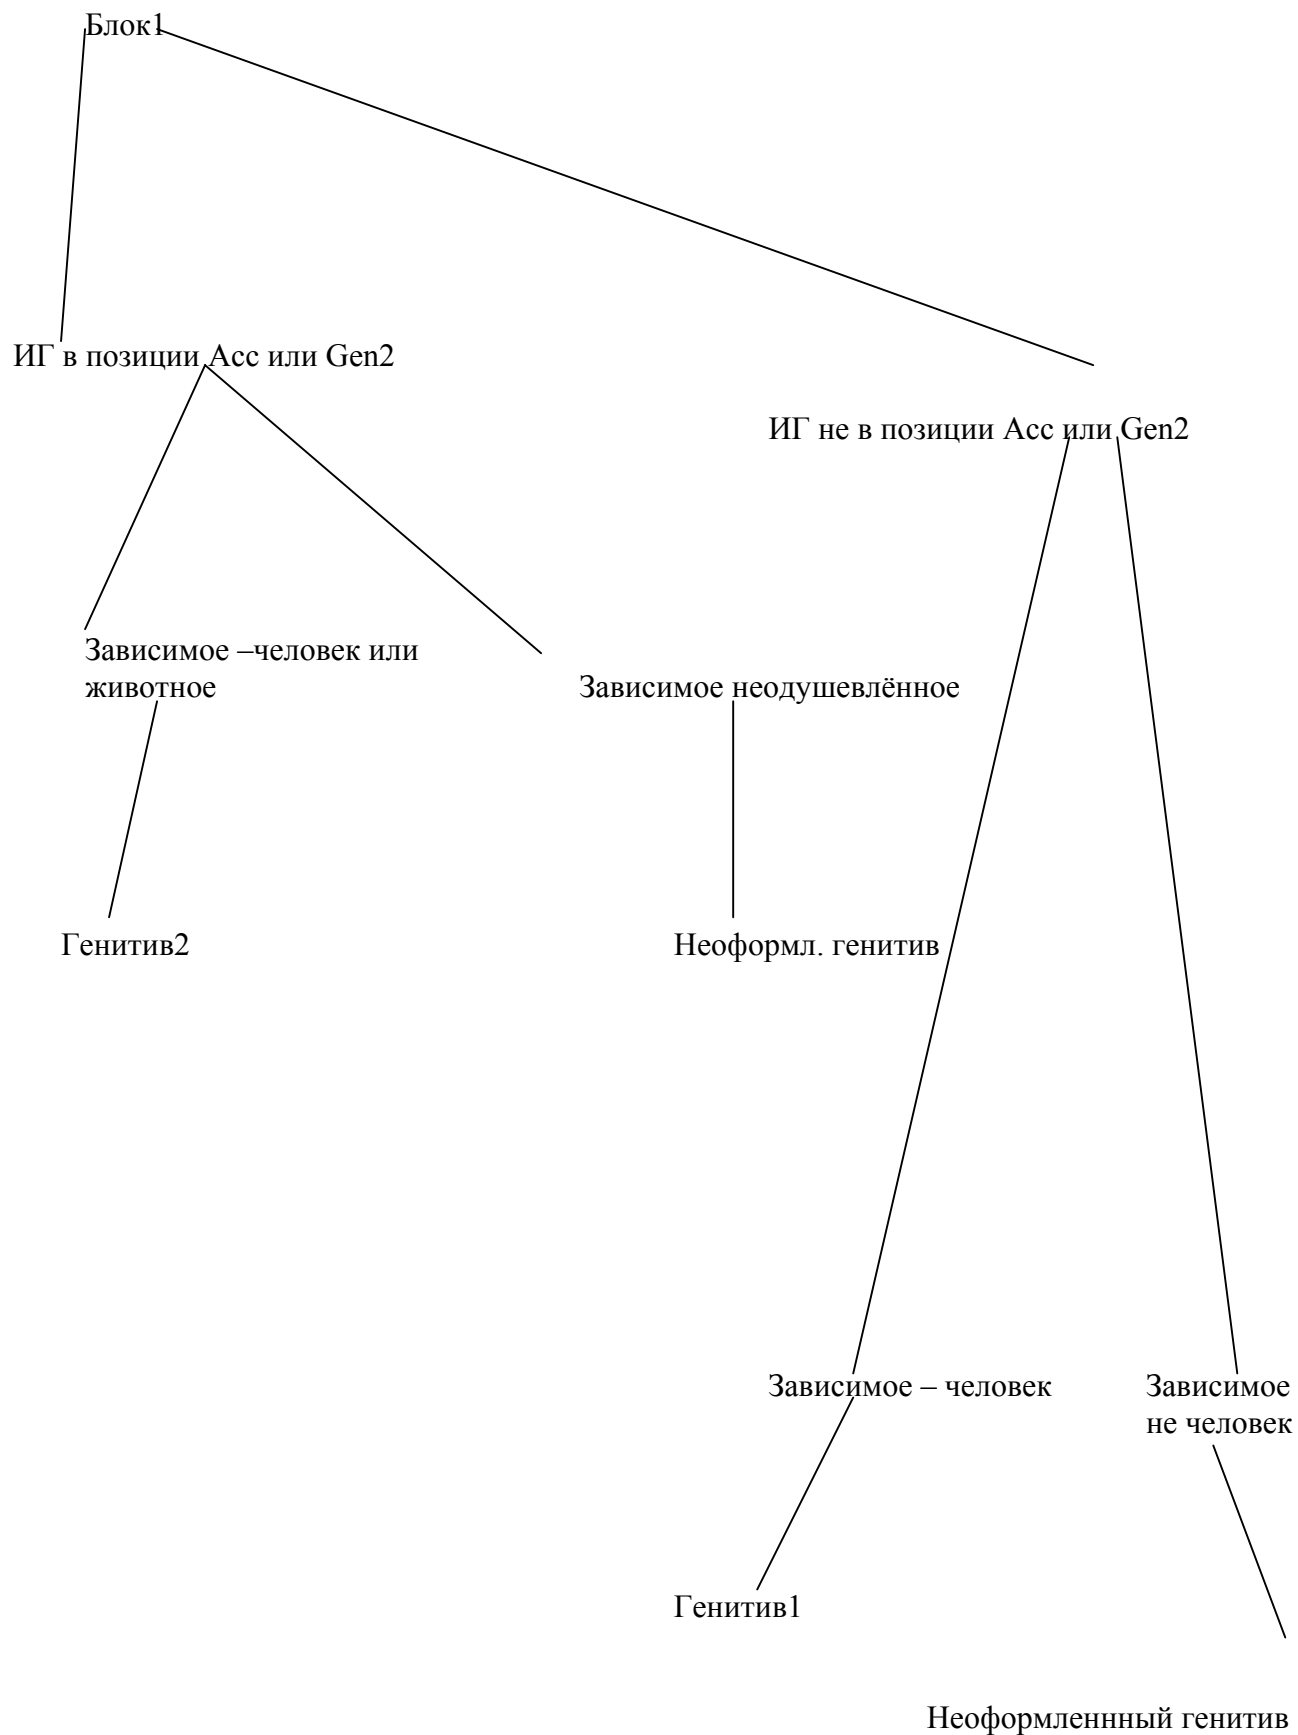 Блок1
ИГ в позиции Acc или Gen2
ИГ не в позиции Acc или Gen2
Зависимое –человек или
животное
Зависимое неодушевлённое
Генитив2
Неоформл. генитив
Зависимое – человек
Зависимое
не человек
Генитив1
Неоформленнный генитив